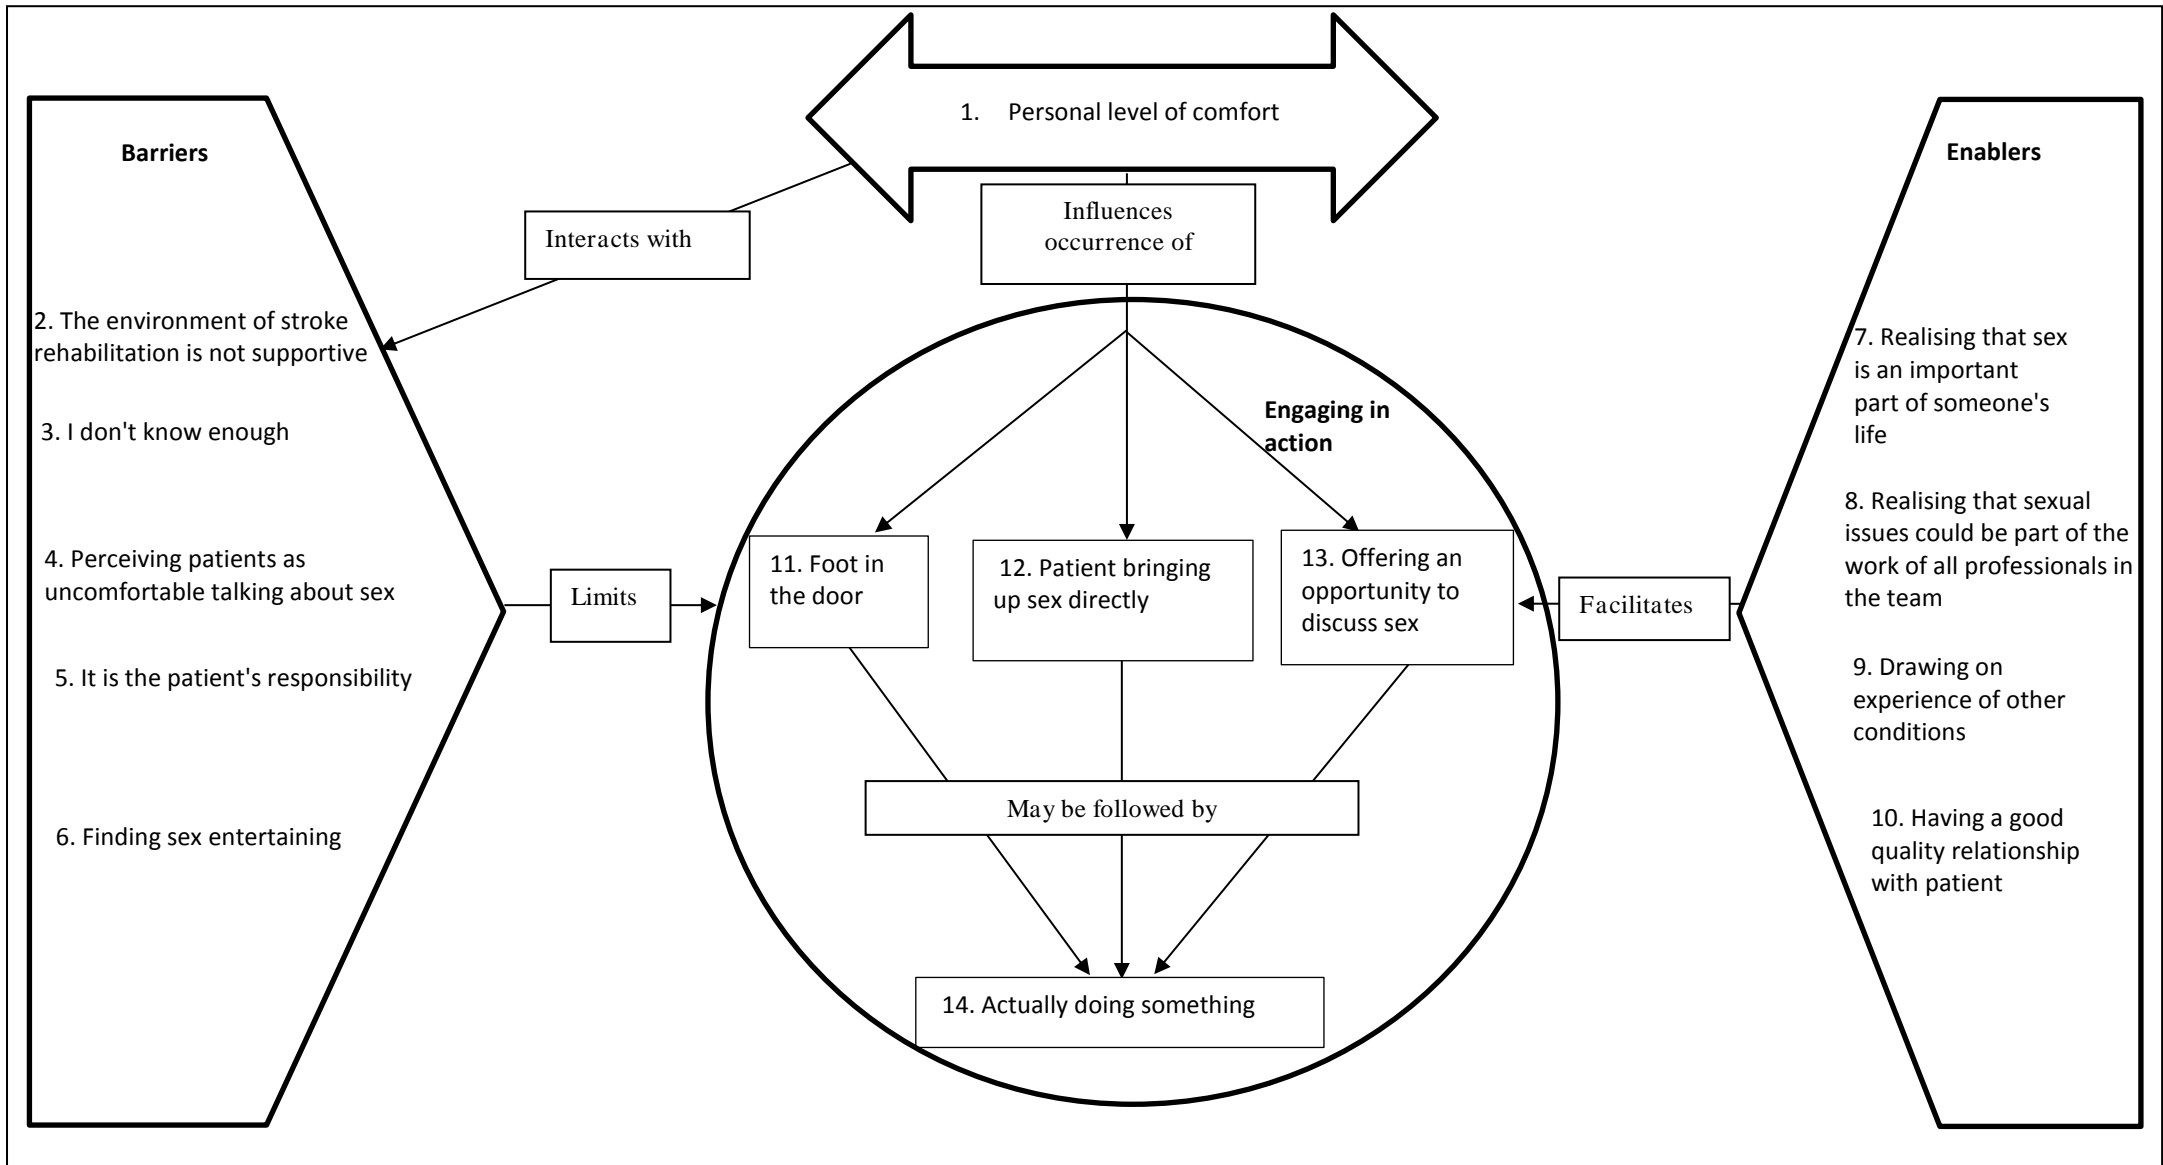 1. Personal level of comfort
Barriers
Enablers
Interacts with
Influences
occurrence of
2. The environment of stroke
rehabilitation is not supportive
3. I don't know enough
4. Perceiving patients as
uncomfortable talking about sex
5. It is the patient's responsibility
6. Finding sex entertaining
Limits
Engaging in
action
11. Foot in
the door
12. Patient bringing
up sex directly
13. Offering an
opportunity to
discuss sex
May be followed by
14. Actually doing something
Facilitates
7. Realising that sex
is an important
part of someone's
life
8. Realising that sexual
issues could be part of the
work of all professionals in
the team
9. Drawing on
experience of other
conditions
10. Having a good
quality relationship
with patient